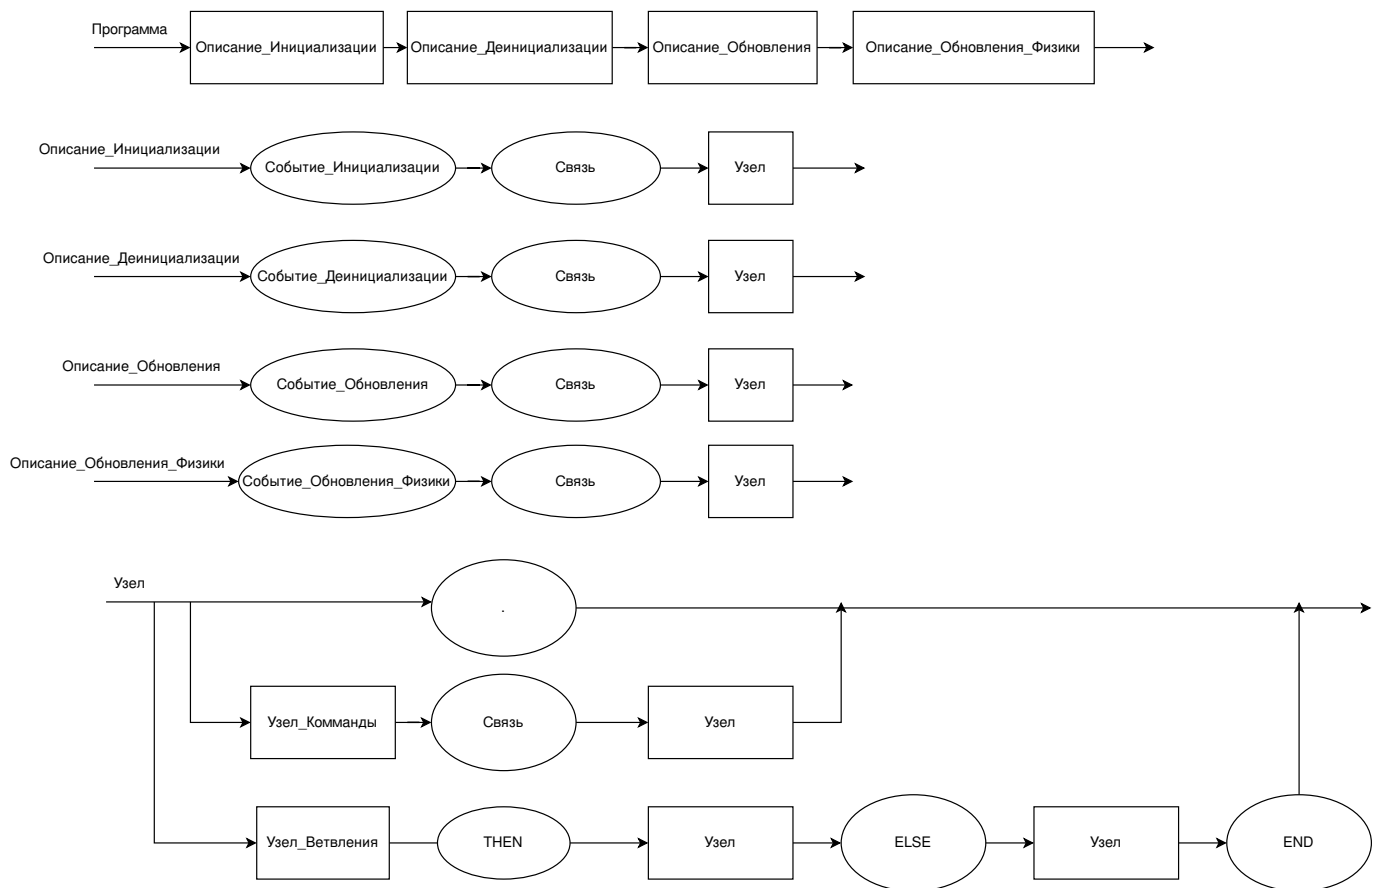 Программа
Описание_Инициализации
Описание_Деинициализации
Описание_Обновления
Описание_Обновления_Физики
Описание_Инициализации
Событие_Инициализации
Связь
Узел
Описание_Деинициализации
Событие_Деинициализации
Связь
Узел
Описание_Обновления
Событие_Обновления
Связь
Узел
Описание_Обновления_Физики
Событие_Обновления_Физики
Связь
Узел
Узел
.
Узел_Комманды
Связь
Узел
Узел_Ветвления
THEN
Узел
ELSE
Узел
END